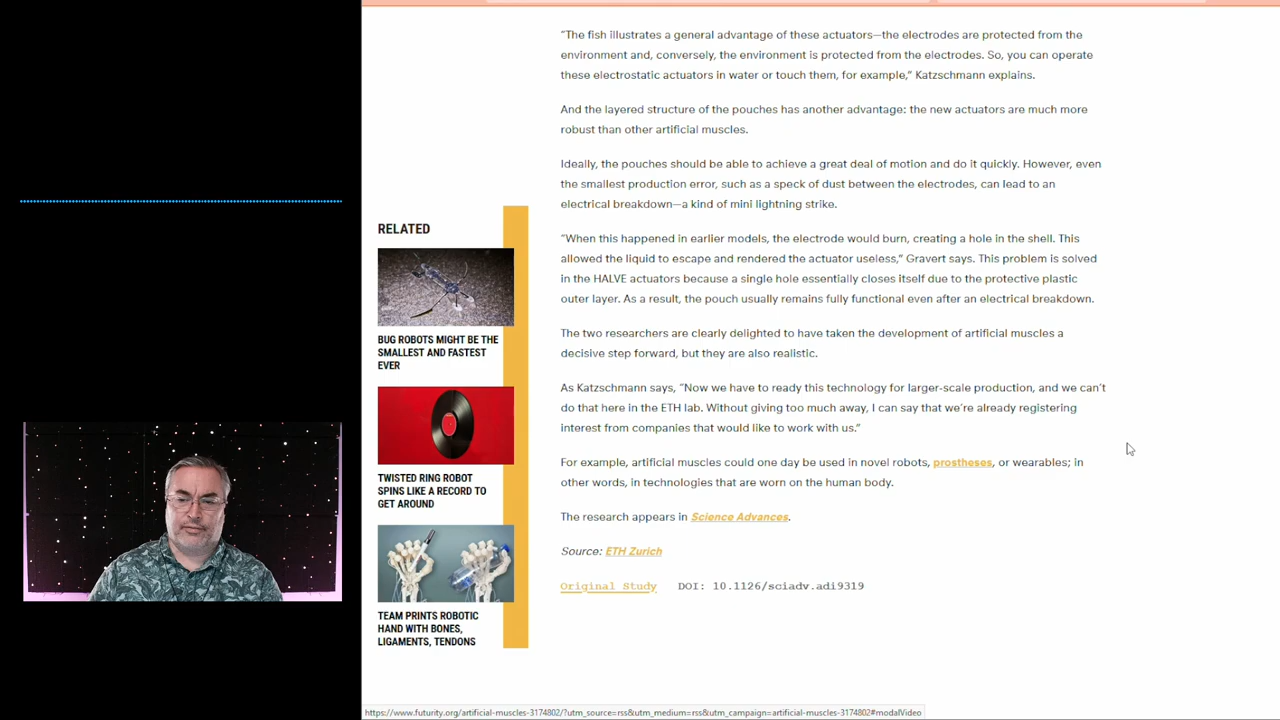 “The fish illustrates a general advantage of these actuators—the electrodes are protected from the
environment and, conversely, the environment is protected from the electrodes. So, you can operate
these electrostatic actuators in water or touch them, for example,” Katzschmann explains.
And the layered structure of the pouches has another advantage: the new actuators are much more
robust than other artificial muscles.
Ideally, the pouches should be able to achieve a great deal of motion and do it quickly. However, even
the smallest production error, such as a speck of dust between the electrodes, can lead to an
electrical breakdown—a kind of mini lightning strike.
“When this happened in earlier models, the electrode would burn, creating a hole in the shell. This
allowed the liquid to escape and rendered the actuator useless,” Gravert says. This problem is solved
in the HALVE actuators because a single hole essentially closes itself due to the protective plastic
outer layer. As a result, the pouch usually remains fully functional even after an electrical breakdown.
The two researchers are clearly delighted to have taken the development of artificial muscles a
decisive step forward, but they are also realistic.
As Katzschmann says, “Now we have to ready this technology for larger-scale production, and we can’t
do that here in the ETH lab. Without giving too much away, I can say that we’re already registering
interest from companies that would like to work with us.”
For example, artificial muscles could one day be used in novel robots, prostheses, or wearables; in
other words, in technologies that are worn on the human body.
The research appears in Science Advances.
Source: ETH Zurich
Original Study DOI: 10.1126/sciadv.adi9319
RELATED
BUG ROBOTS MIGHT BE THE
SMALLEST AND FASTEST
EVER
TWISTED RING ROBOT
SPINS LIKE A RECORD TO
GET AROUND
TEAM PRINTS ROBOTIC
HAND WITH BONES,
LIGAMENTS, TENDONS
https://www.futurity.org/artificial-muscles-3174802/?utm_source=rss&utm_medium=rss&utm_campaign=artificial-muscles-3174802#modalVideo